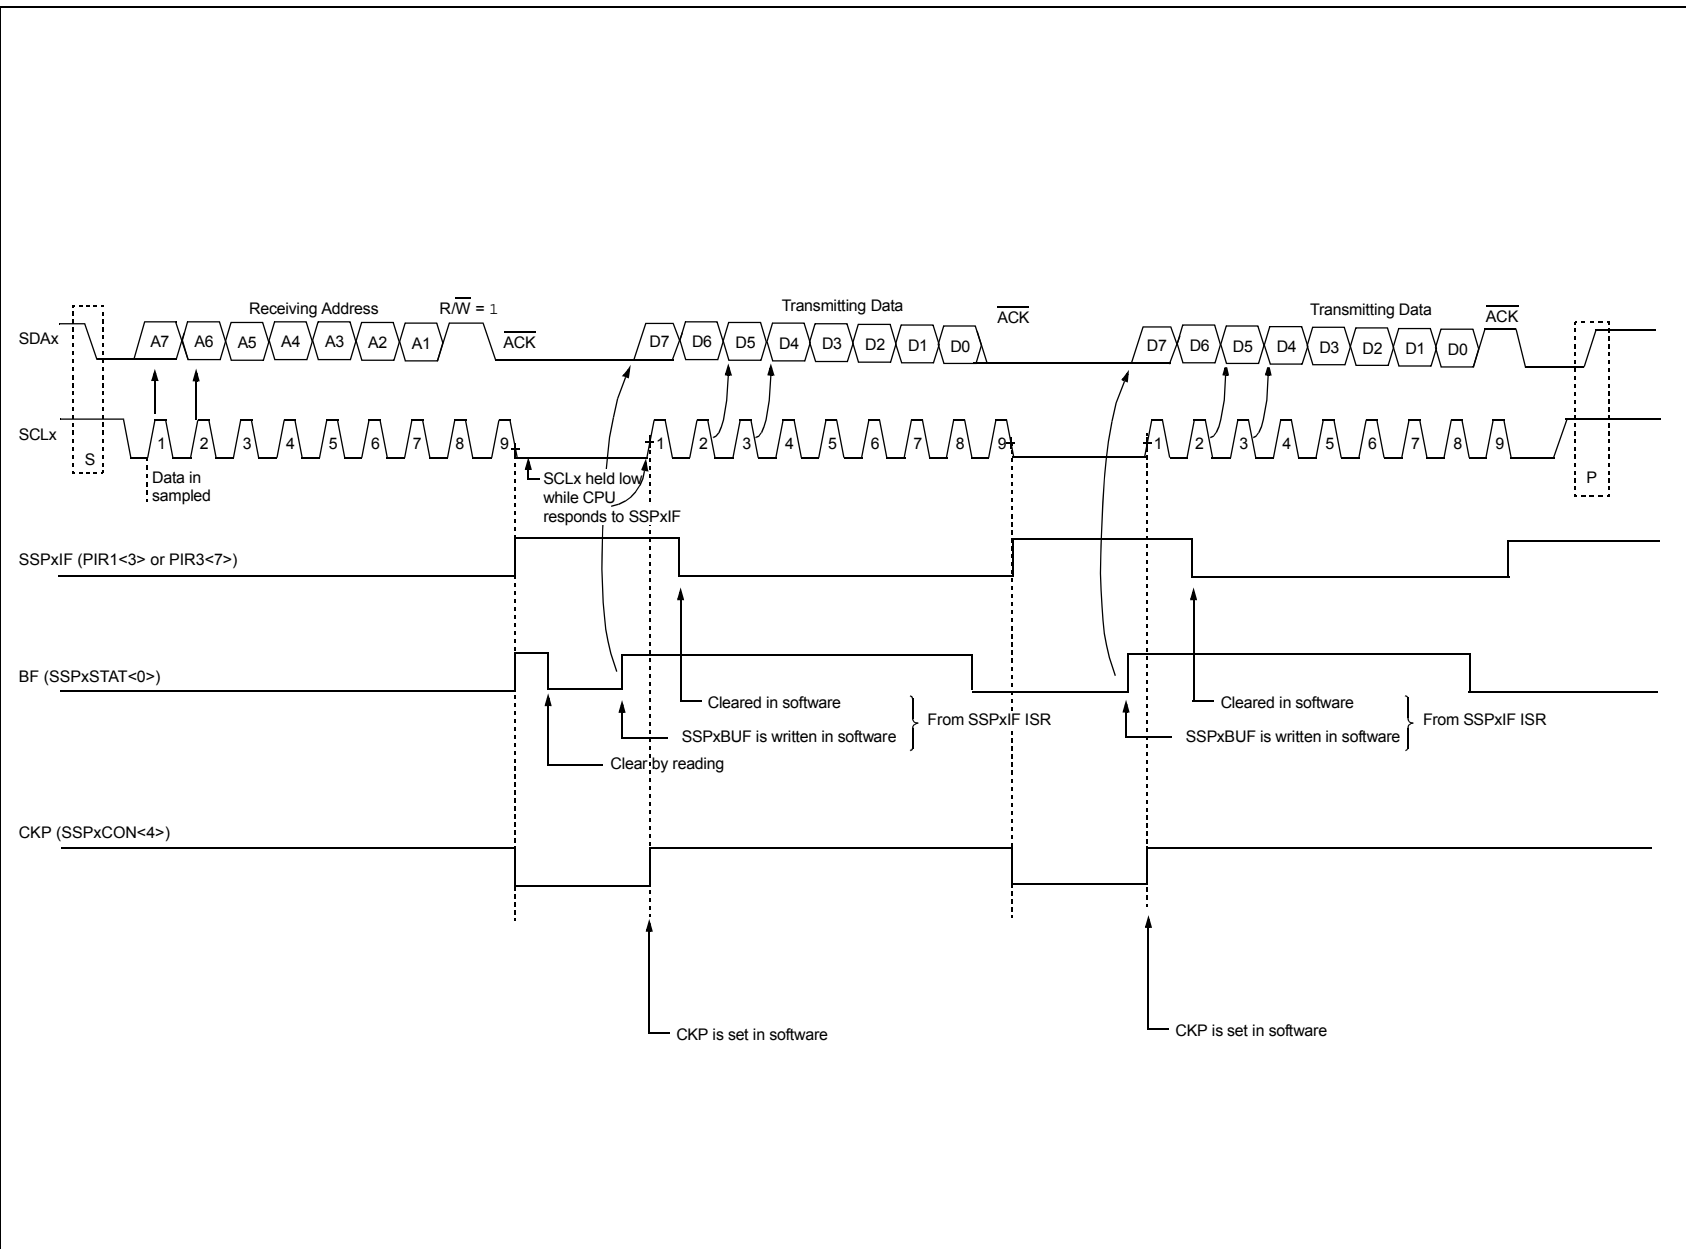 Receiving Address R/W = 1 Transmitting Data ACK Transmitting Data ACK
SDAx A7 A6 A5 A4 A3 A2 A1 ACK D7 D6 D5 D4 D3 D2 D1 D0 D7 D6 D5 D4 D3 D2 D1 D0
SCLx 1 2 3 4 5 6 7 8 9 1 2 3 4 5 6 7 8 9 1 2 3 4 5 6 7 8 9
S
P
Data in
sampled
SCLx held low
while CPU
responds to SSPxIF
SSPxIF (PIR1<3> or PIR3<7>)
BF (SSPxSTAT<0>)
Cleared in software
From SSPxIF ISR
SSPxBUF is written in software
Clear by reading
Cleared in software
From SSPxIF ISR
SSPxBUF is written in software
CKP (SSPxCON<4>)
CKP is set in software
CKP is set in software